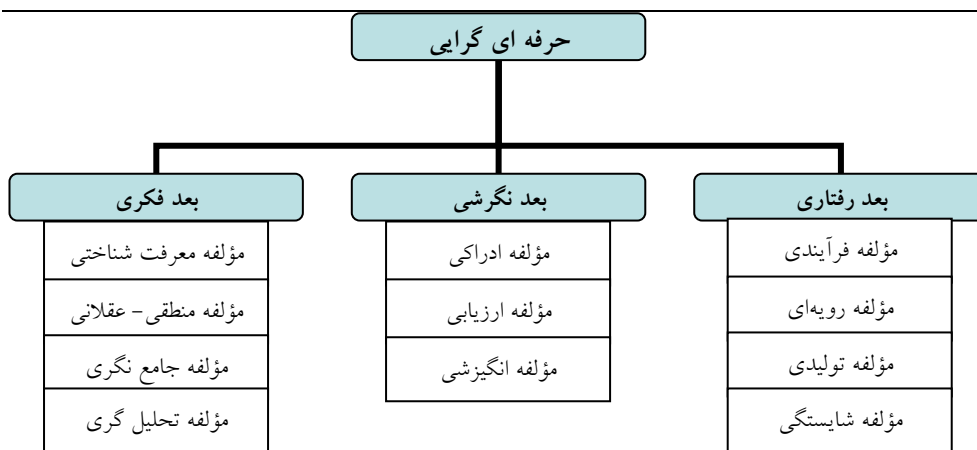 حرفه ای گرایی
بعد رفتاری
مؤلفه فرآیندی
مؤلفه رویه‌ای
مؤلفه تولیدی
مؤلفه شایستگی
بعد نگرشی
مؤلفه ادراکی
مؤلفه ارزیابی
مؤلفه انگیزشی
بعد فکری
مؤلفه معرفت شناختی
مؤلفه منطقی- عقلانی
مؤلفه جامع نگری
مؤلفه تحلیل گری